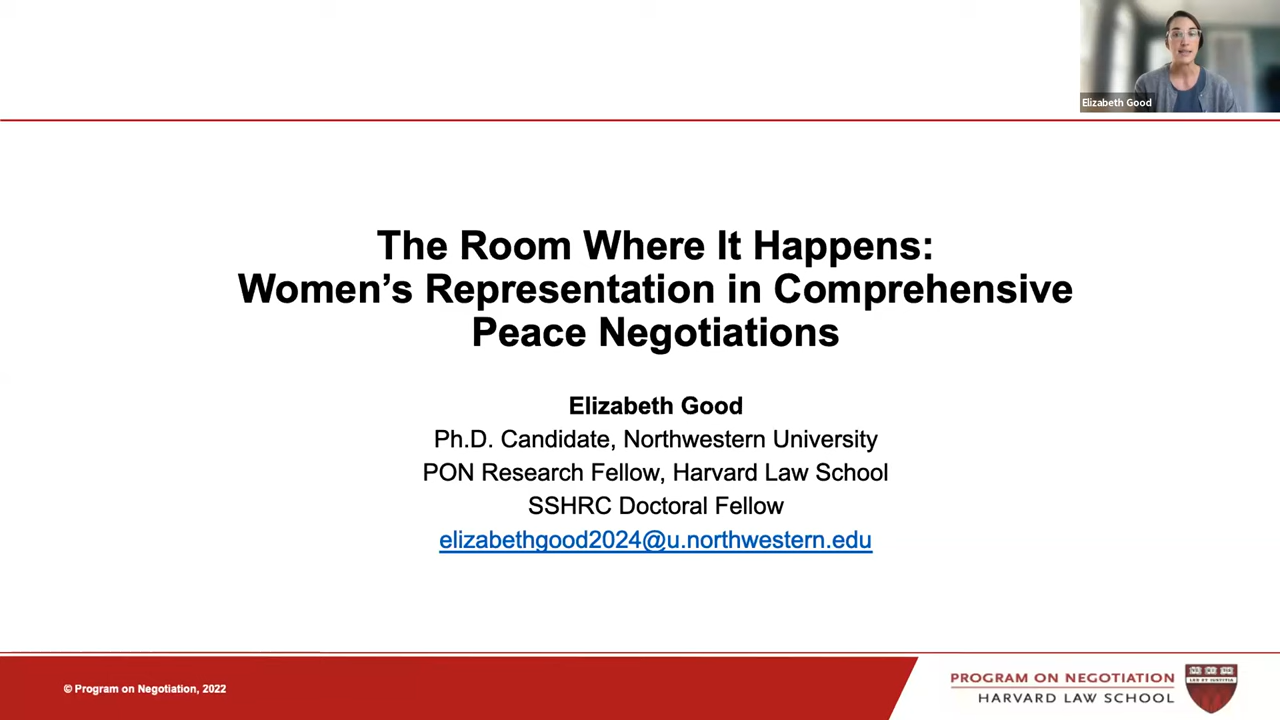 Elizabeth Good
The Room Where It Happens:
Women’s Representation in Comprehensive
Peace Negotiations
Elizabeth Good
Ph.D. Candidate, Northwestern University
PON Research Fellow, Harvard Law School
SSHRC Doctoral Fellow
elizabethgood2024@u.northwestern.edu
© Program on Negotiation, 2022
PROGRAM ON NEGOTIATION
HARVARD LAW SCHOOL